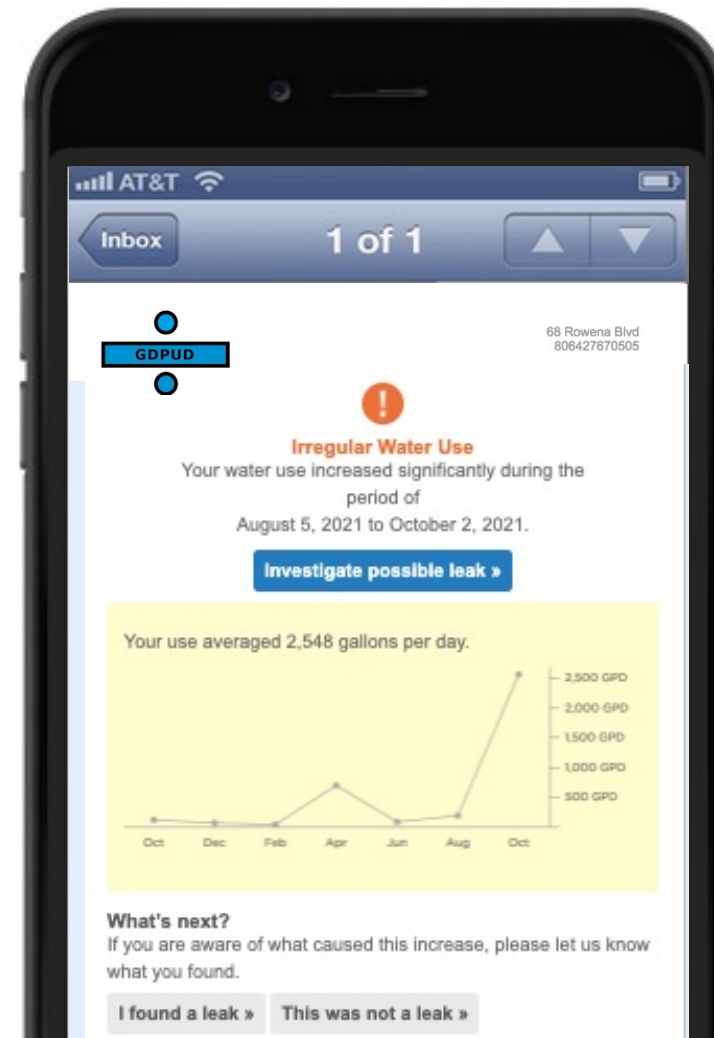 AT&T
Inbox
1 of 1
GDPUD
68 Rowena Blvd
806427670505
!
Irregular Water Use
Your water use increased significantly during the
period of
August 5, 2021 to October 2, 2021.
Investigate possible leak »
Your use averaged 2,548 gallons per day.
2,500 GPD
2,000 GPD
1,500 GPD
1,000 GPD
500 GPD
Oct Dec Feb Apr Jun Aug Oct
What's next?
If you are aware of what caused this increase, please let us know
what you found.
I found a leak » This was not a leak »